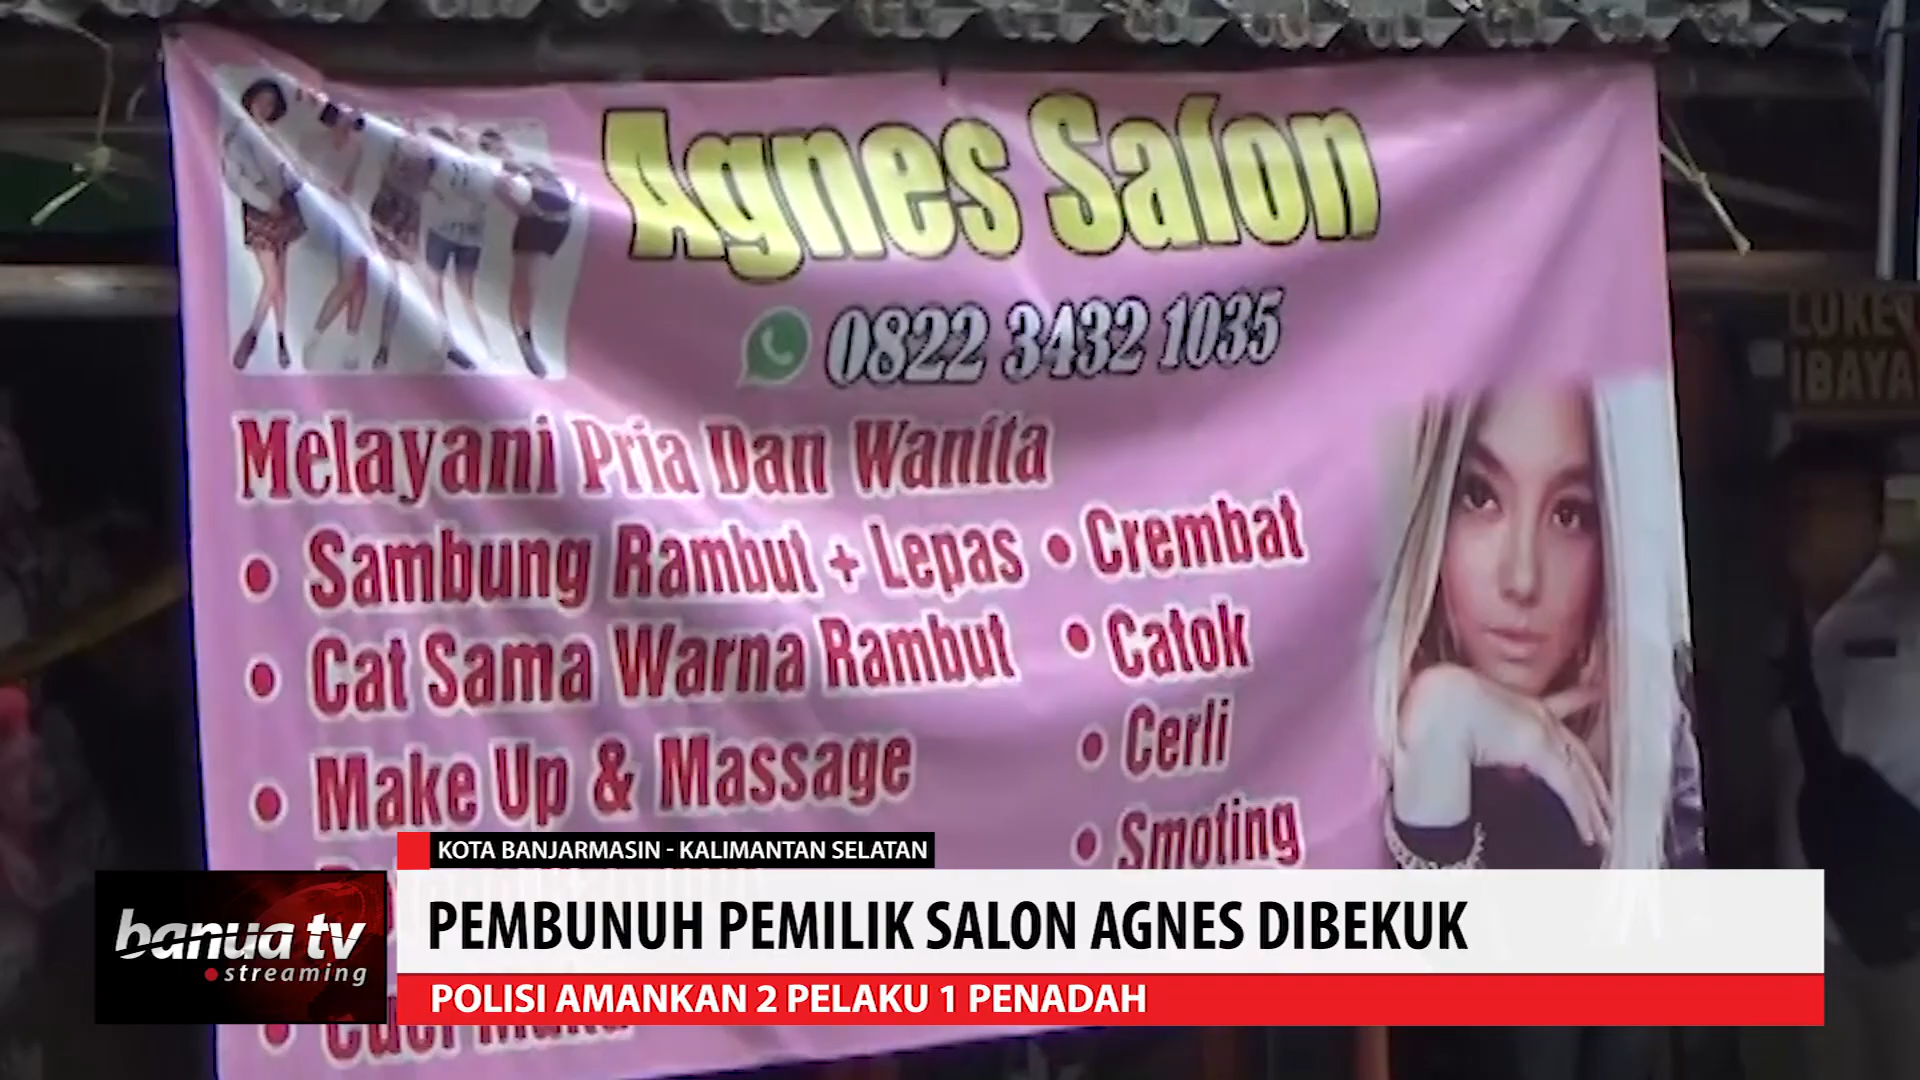 Agnes Salon
0822 3432 1035
LUKE
IBAYA
Melayani Pria Dan Wanita
• Sambung Rambut + Lepas
• Cat Sama Warna Rambut
• Make Up & Massage
• Crembat
• Catok
• Cerli
• Smoting
KOTA BANJARMASIN - KALIMANTAN SELATAN
banua tv
streaming
PEMBUNUH PEMILIK SALON AGNES DIBEKUK
POLISI AMANKAN 2 PELAKU 1 PENADAH